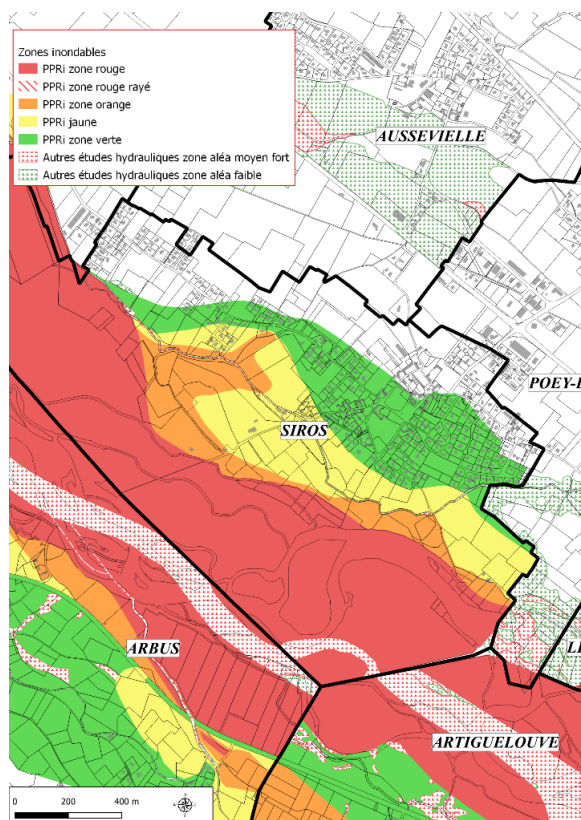 Zones inondables
PPRi zone rouge
PPRi zone rouge rayé
PPRi zone orange
PPRi jaune
PPRi zone verte
Autres études hydrauliques zone aléa moyen fort
Autres études hydrauliques zone aléa faible
AUSSEVIELLE
POEY-
SIROS
ARBUS
ARTIGUELOUVE
0 200 400 m